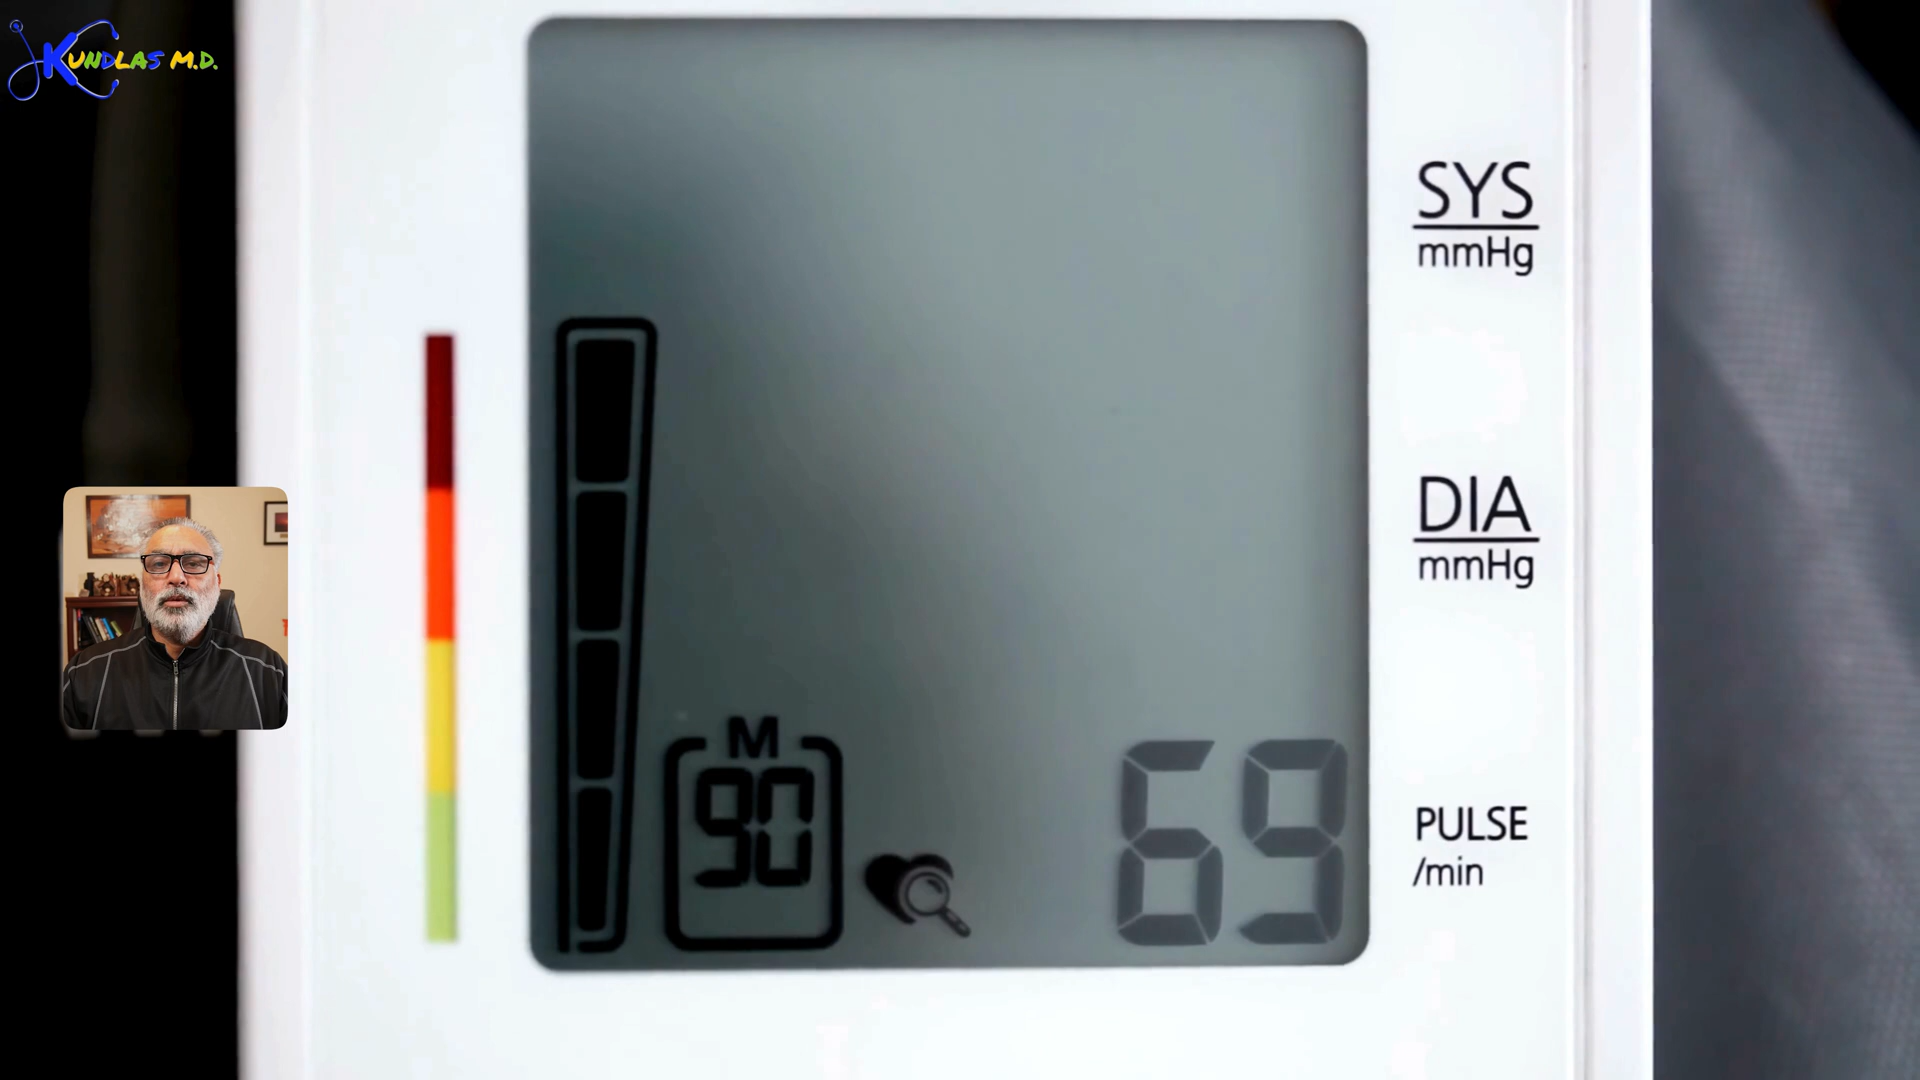 KUNDLAS M.D.
SYS
mmHg
DIA
mmHg
M
90
69
PULSE
/min